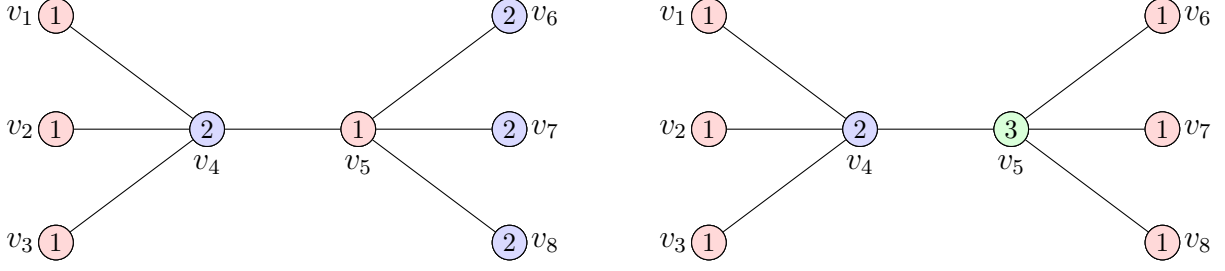 v₁ 1 2 v₆ v₁ 1 1 v₆
v₂ 1 2 1 2 v₇ v₂ 1 2 3 1 v₇
v₄ v₅ v₄ v₅
v₃ 1 2 v₈ v₃ 1 1 v₈